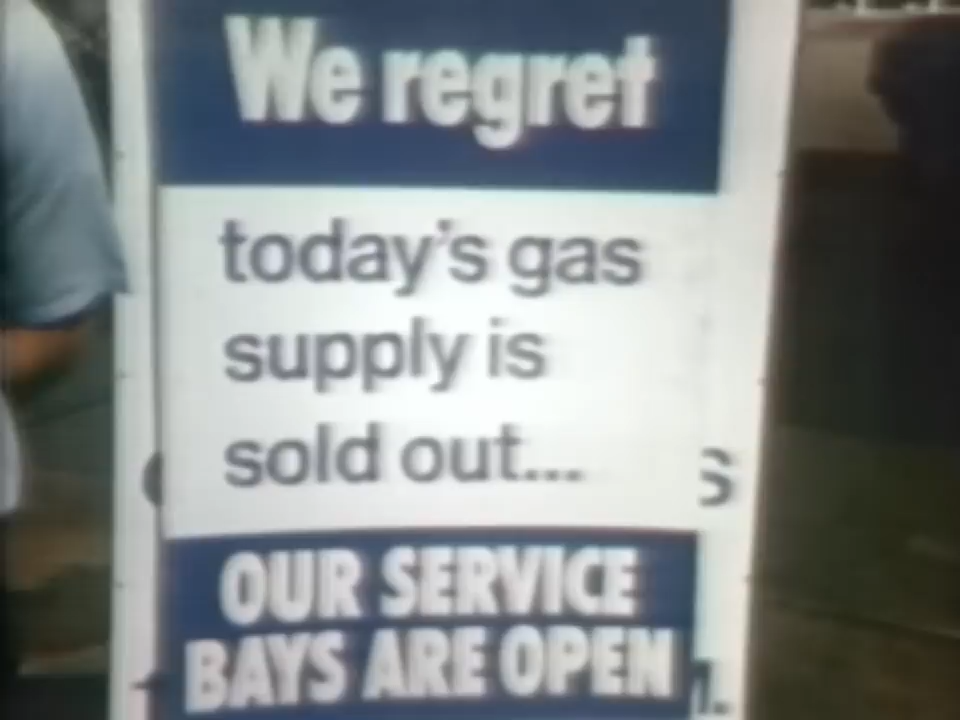 We regret
today's gas
supply is
sold out...
OUR SERVICE
BAYS ARE OPEN